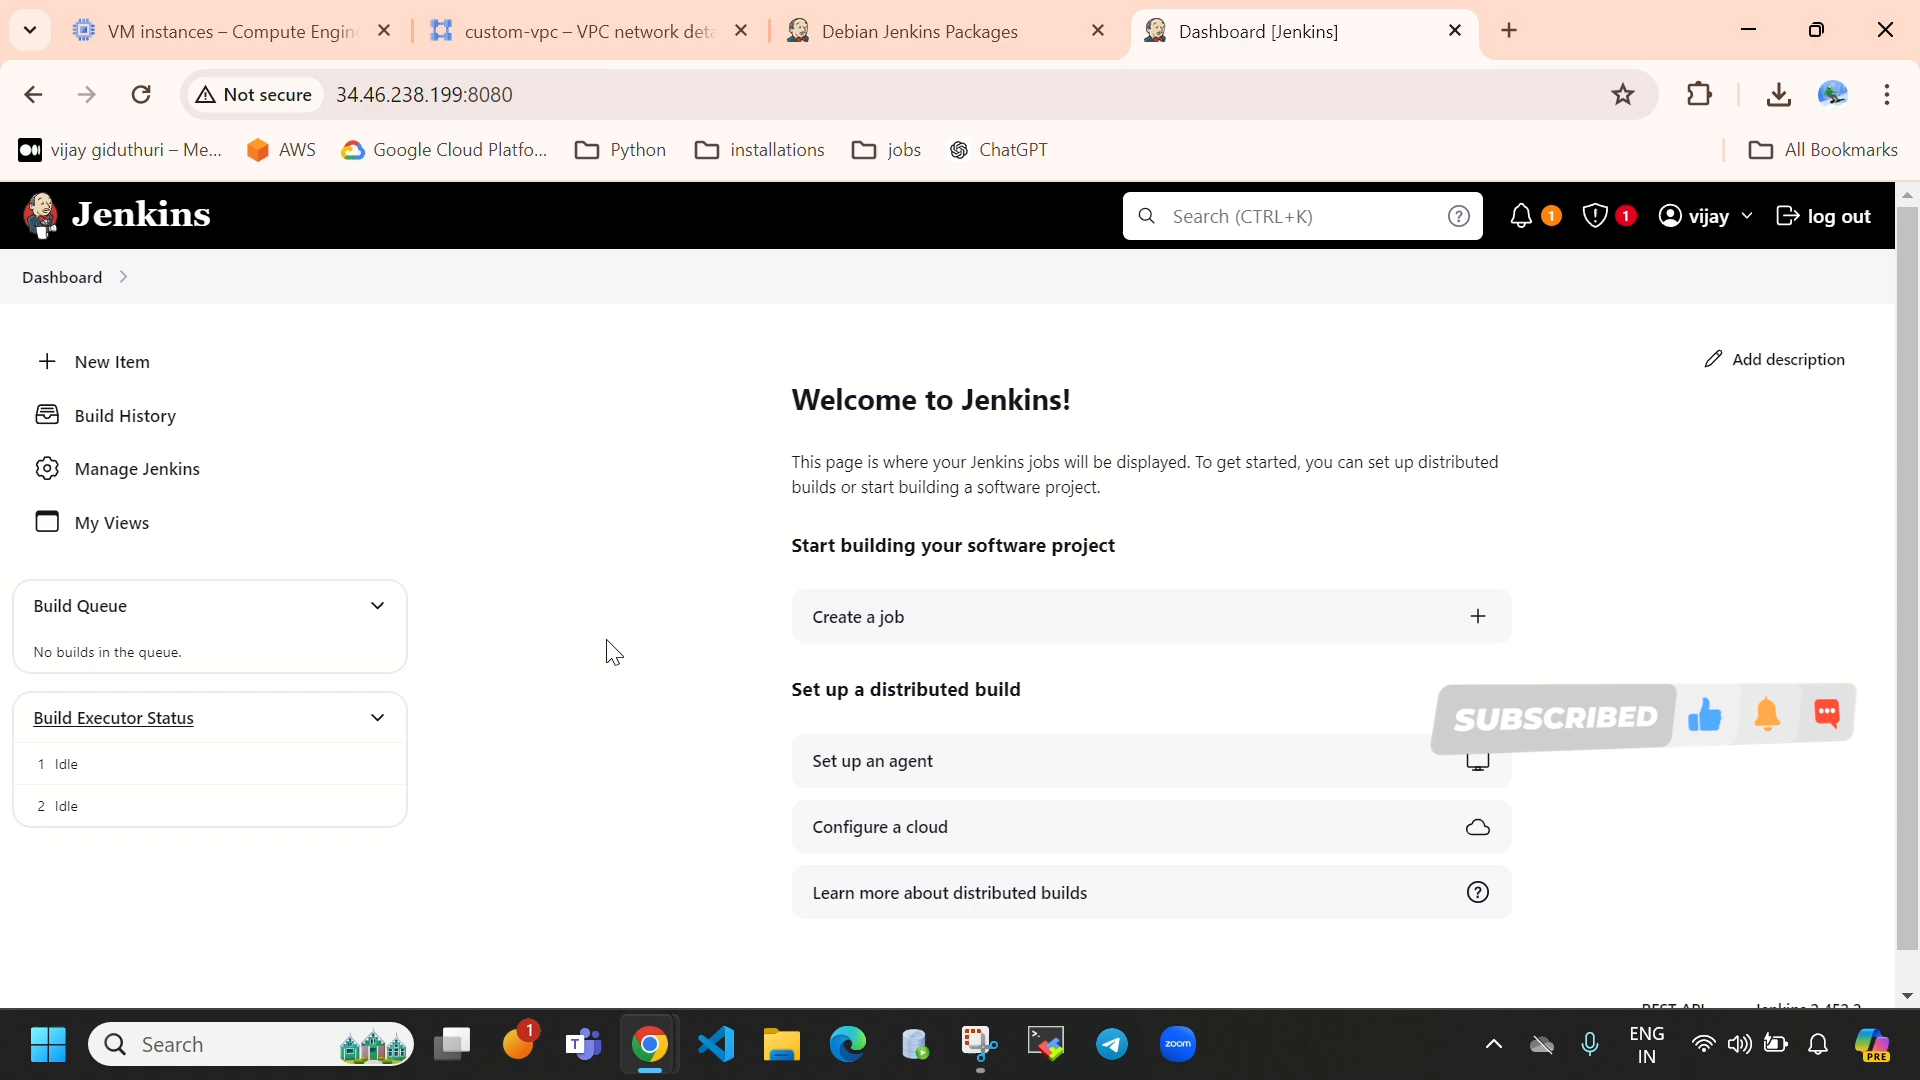 VM instances – Compute Engin
custom-vpc – VPC network deta
Debian Jenkins Packages
Dashboard [Jenkins]
Not secure
34.46.238.199:8080
vijay giduthuri – Me...
AWS
Google Cloud Platfo...
Python
installations
jobs
ChatGPT
All Bookmarks
Jenkins
Search (CTRL+K)
1
1
vijay
log out
Dashboard
New Item
Build History
Manage Jenkins
My Views
Build Queue
No builds in the queue.
Build Executor Status
1 Idle
2 Idle
Add description
Welcome to Jenkins!
This page is where your Jenkins jobs will be displayed. To get started, you can set up distributed
builds or start building a software project.
Start building your software project
Create a job
Set up a distributed build
SUBSCRIBED
Set up an agent
Configure a cloud
Learn more about distributed builds
Search
1
zoom
ENG
IN
PRE